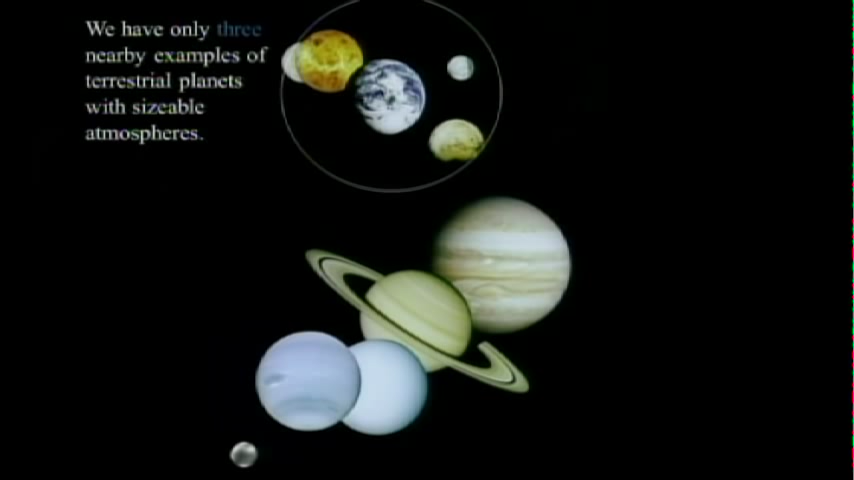 We have only three
nearby examples of
terrestrial planets
with sizeable
atmospheres.